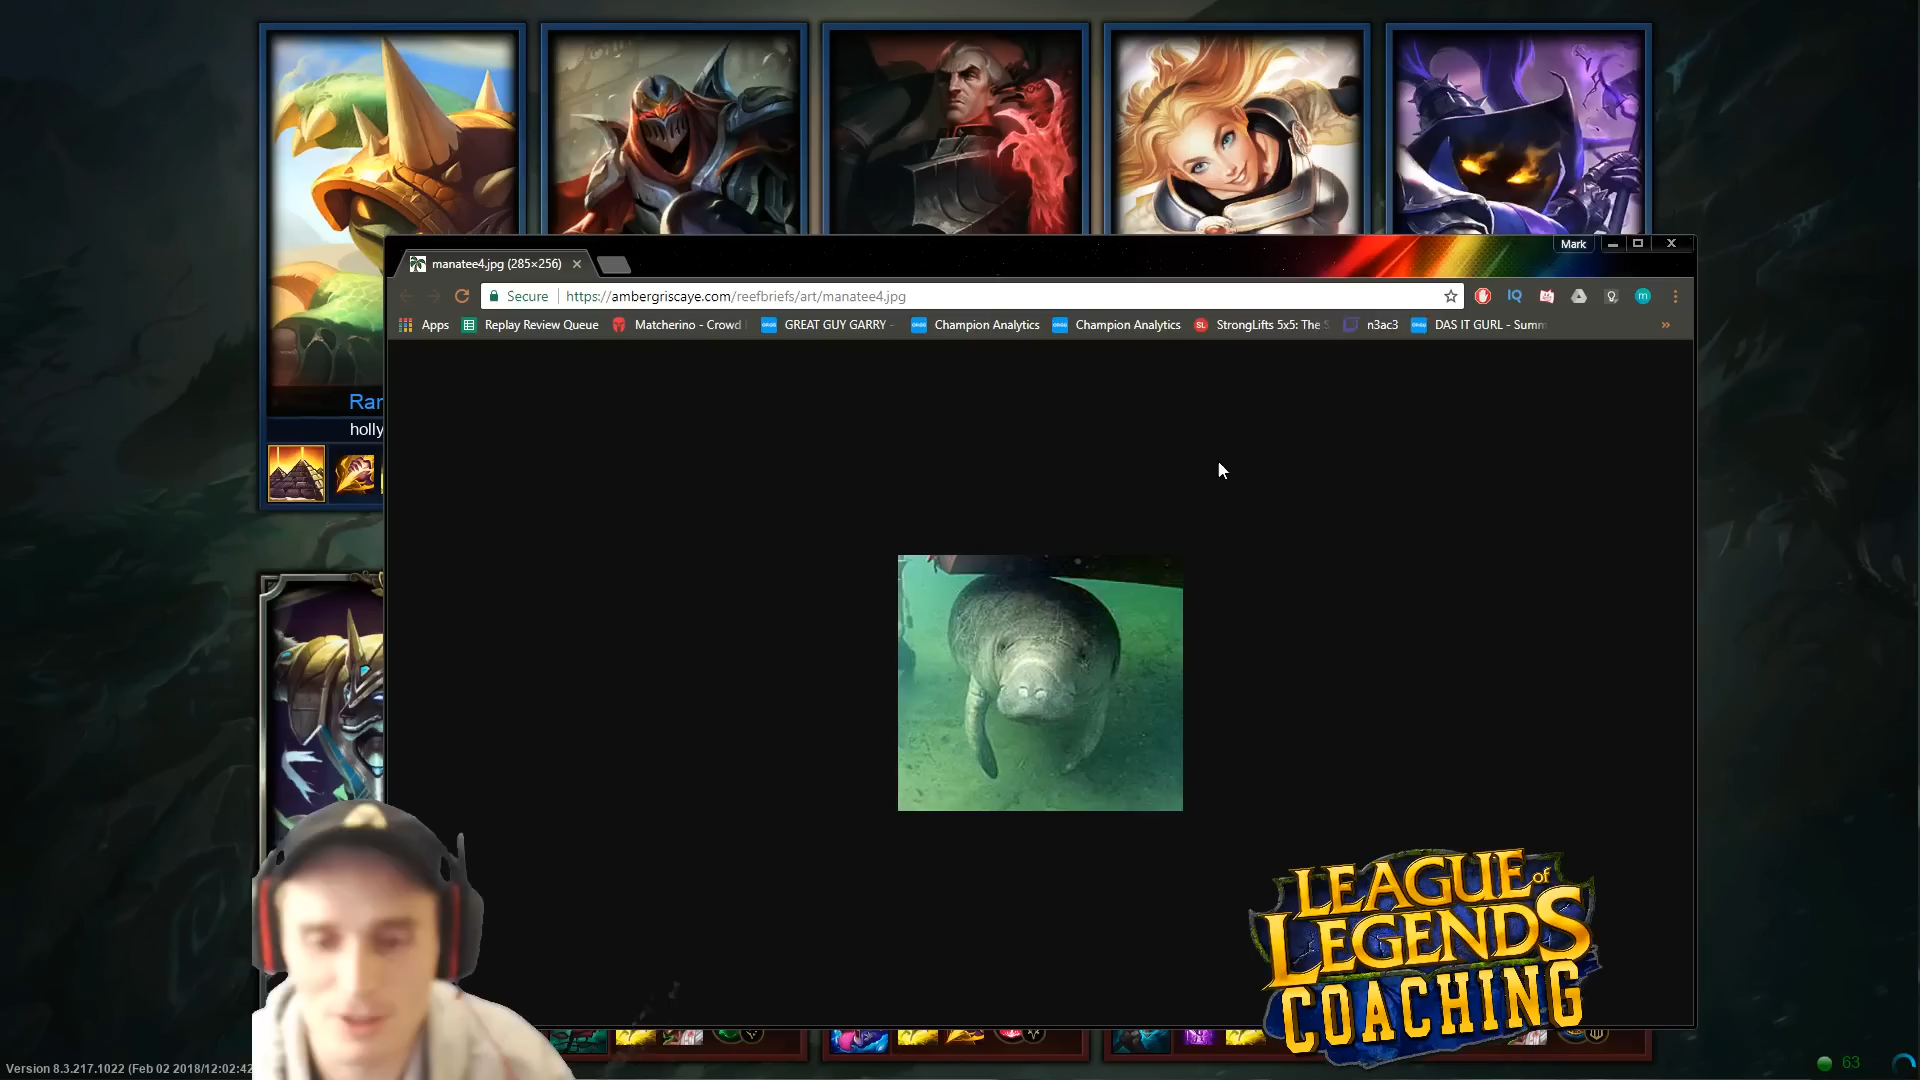 Mark
manatee4.jpg (285×256)
Secure https://ambergriscaye.com/reefbriefs/art/manatee4.jpg
Apps Replay Review Queue Matcherino - Crowd GREAT GUY GARRY - Champion Analytics Champion Analytics StrongLifts 5x5: The S n3ac3 DAS IT GURL - Summ
Ram
holly
LEAGUE of
LEGENDS
COACHING
Version 8.3.217.1022 (Feb 02 2018/12:02:42
63